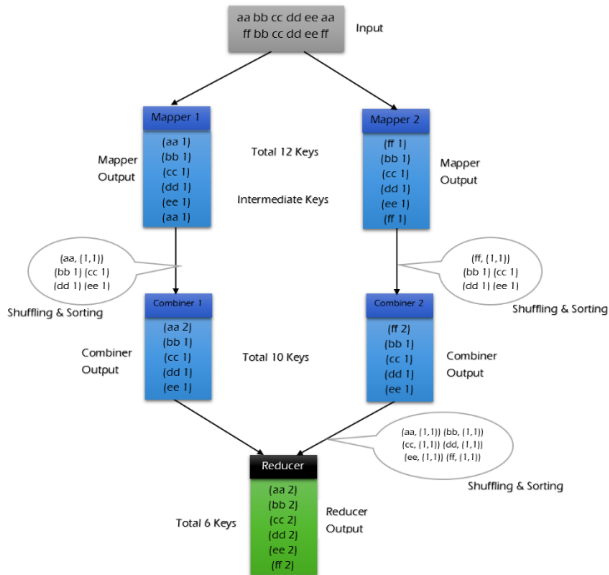 aa bb cc dd ee aa
ff bb cc dd ee ff
Input
Mapper 1
(aa 1)
(bb 1)
(cc 1)
(dd 1)
(ee 1)
(aa 1)
Mapper
Output
Total 12 Keys
Intermediate Keys
Mapper 2
(ff 1)
(bb 1)
(cc 1)
(dd 1)
(ee 1)
(ff 1)
Mapper
Output
(aa, (1,1))
(bb 1) (cc 1)
(dd 1) (ee 1)
Shuffling & Sorting
(ff, (1,1))
(bb 1) (cc 1)
(dd 1) (ee 1)
Shuffling & Sorting
Combiner 1
(aa 2)
(bb 1)
(cc 1)
(dd 1)
(ee 1)
Combiner
Output
Total 10 Keys
Combiner 2
(ff 2)
(bb 1)
(cc 1)
(dd 1)
(ee 1)
Combiner
Output
(aa, (1,1)) (bb, (1,1))
(cc, (1,1)) (dd, (1,1))
(ee, (1,1)) (ff, (1,1))
Shuffling & Sorting
Reducer
(aa 2)
(bb 2)
(cc 2)
(dd 2)
(ee 2)
(ff 2)
Total 6 Keys
Reducer
Output